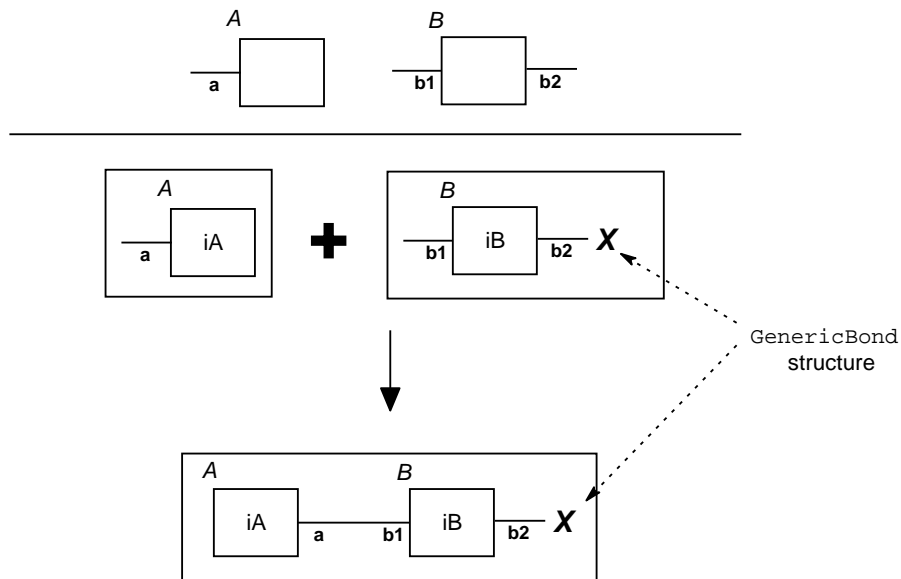 A B
a b1 b2
A B
iA iB X
a b1 b2
GenericBond
structure
A B
iA iB X
a b1 b2